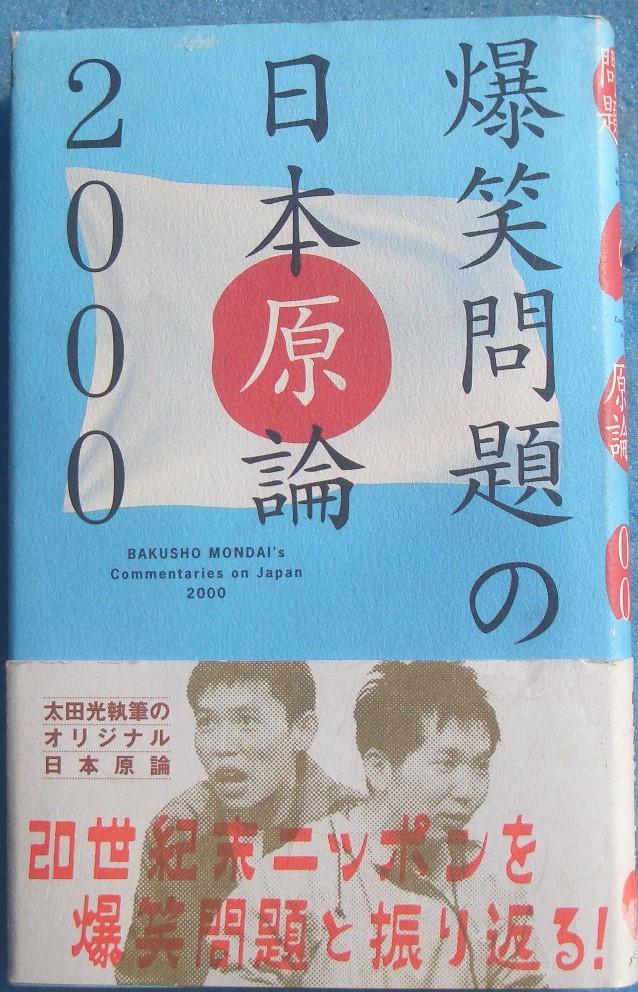 爆笑問題の
日本原論
2000
BAKUSHO MONDAI's
Commentaries on Japan
2000
太田光執筆の
オリジナル
日本原論
20世紀末ニッポンを
爆笑問題と振り返る!
問題
原論
00